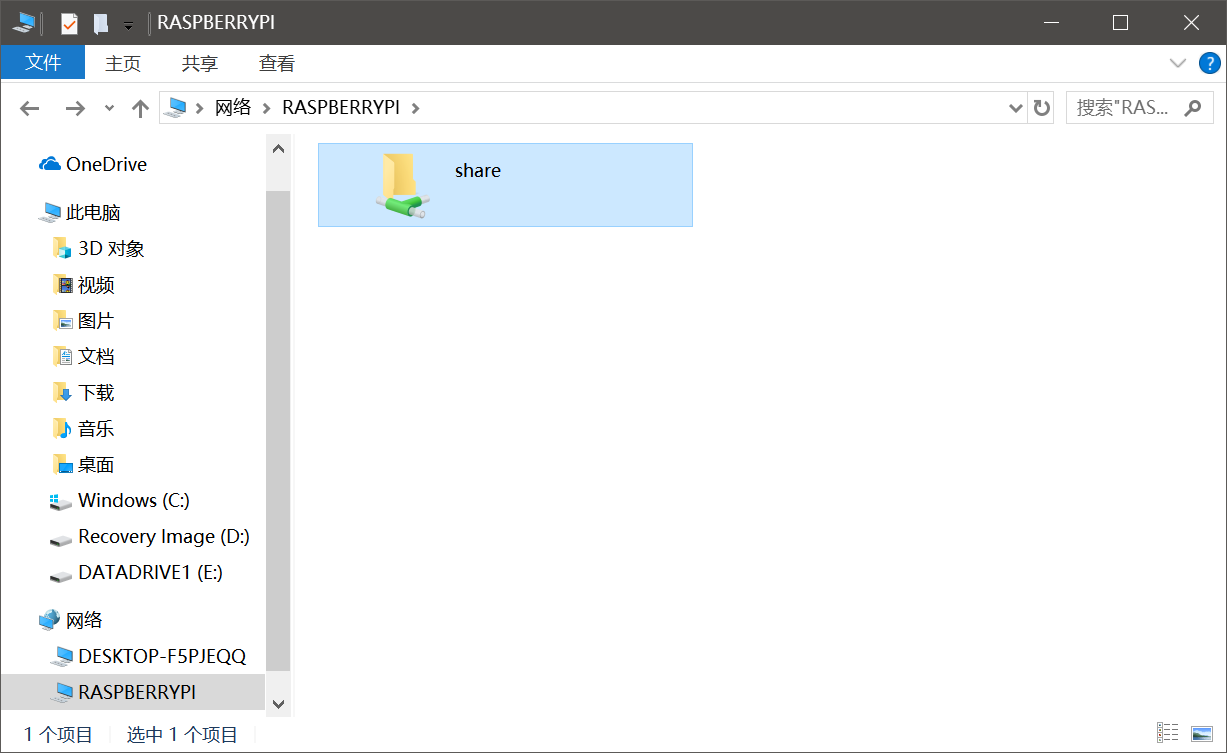 RASPBERRYPI
文件 主页 共享 查看
网络 RASPBERRYPI 搜索"RAS...
OneDrive
此电脑
3D 对象
视频
图片
文档
下载
音乐
桌面
Windows (C:)
Recovery Image (D:)
DATADRIVE1 (E:)
网络
DESKTOP-F5PJEQQ
RASPBERRYPI
share
1 个项目 选中 1 个项目